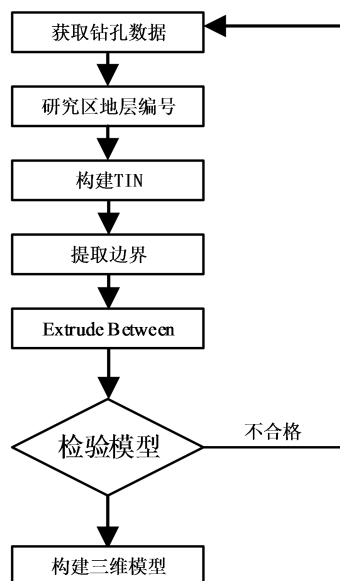 获取钻孔数据
研究区地层编号
构建TIN
提取边界
Extrude Between
检验模型
不合格
构建三维模型